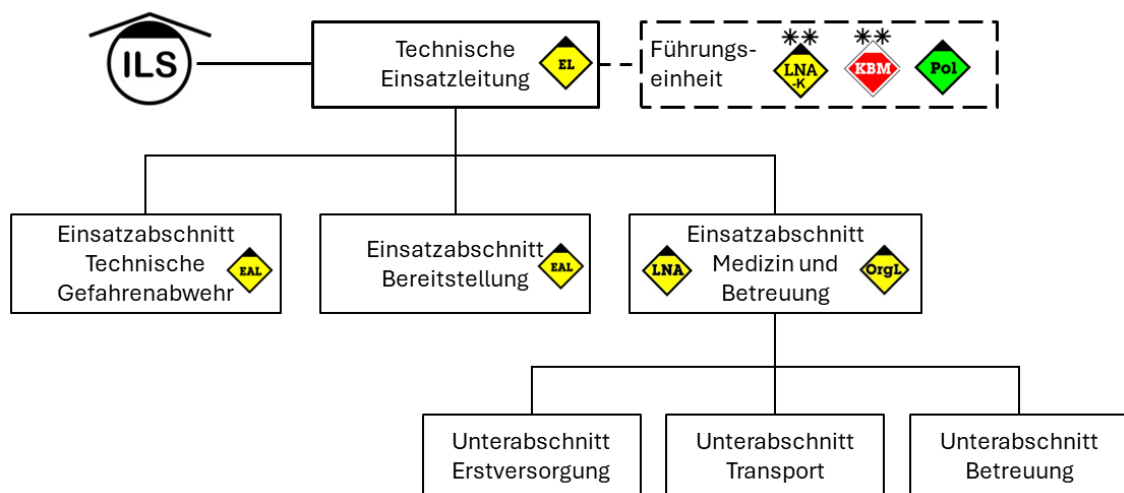 ILS
Technische
Einsatzleitung
EL
Führungs-
einheit
**
LNA
-K
**
KBM
Pol
Einsatzabschnitt
Technische
Gefahrenabwehr
EAL
Einsatzabschnitt
Bereitstellung
EAL
Einsatzabschnitt
Medizin und
Betreuung
LNA
OrgL
Unterabschnitt
Erstversorgung
Unterabschnitt
Transport
Unterabschnitt
Betreuung